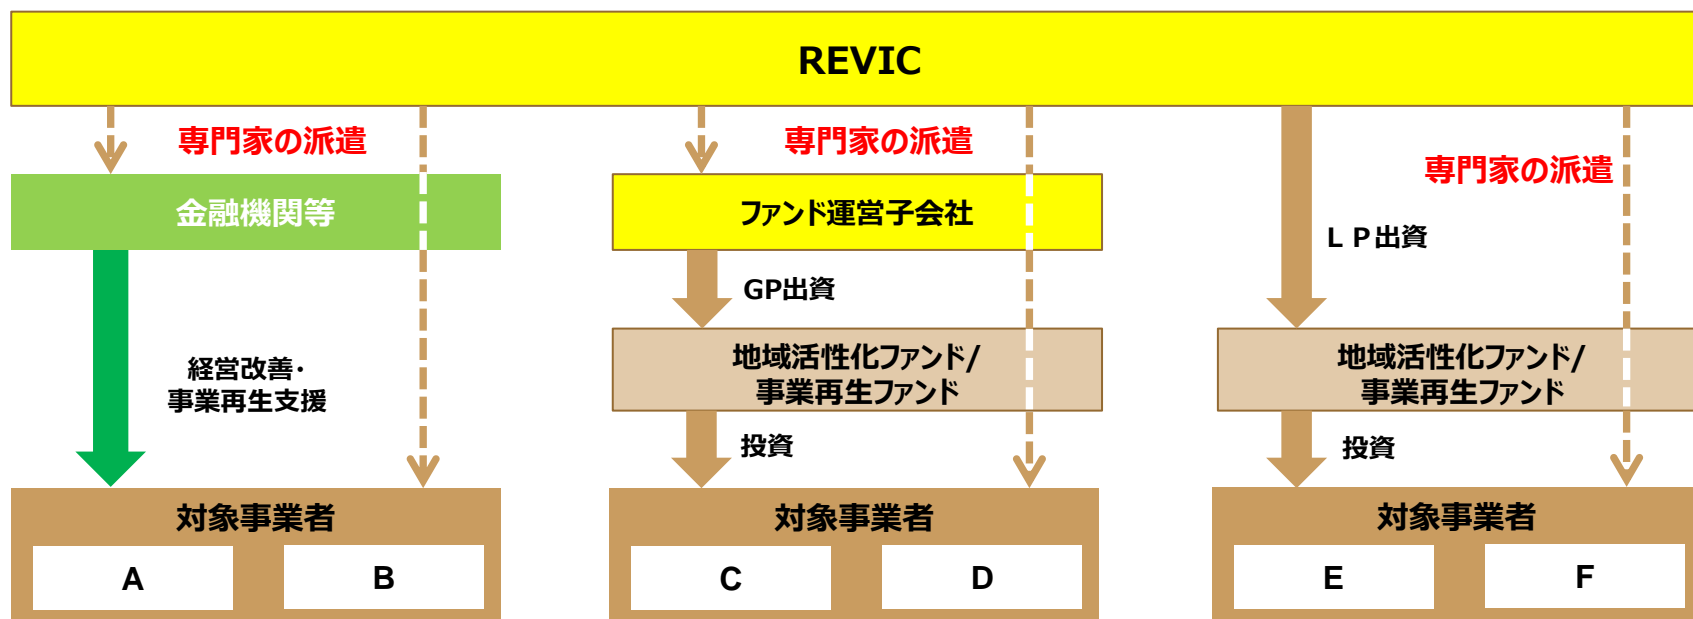 REVIC
専門家の派遣
専門家の派遣
専門家の派遣
金融機関等
ファンド運営子会社
LP出資
GP出資
地域活性化ファンド/
事業再生ファンド
地域活性化ファンド/
事業再生ファンド
経営改善・
事業再生支援
投資
投資
対象事業者
対象事業者
対象事業者
A
B
C
D
E
F